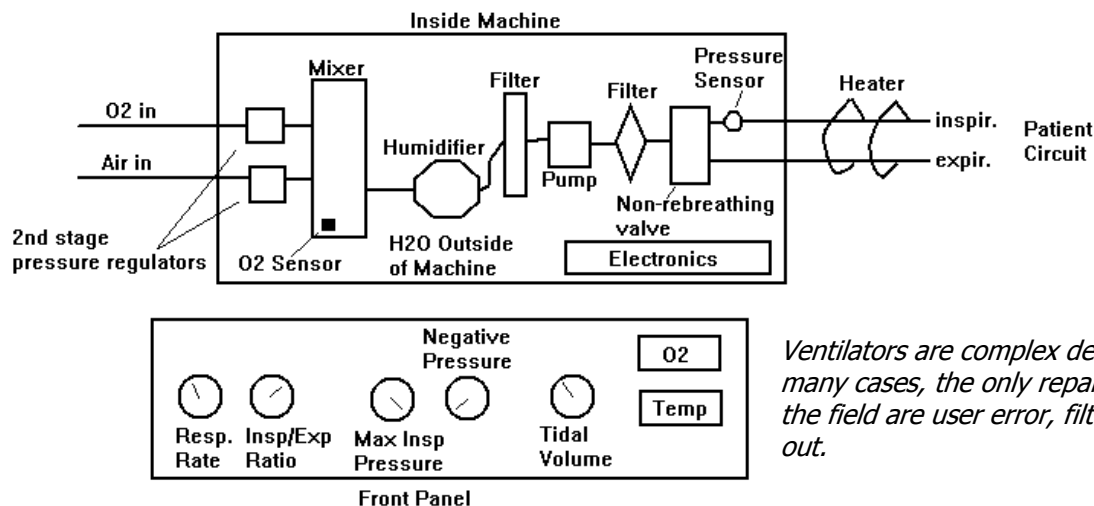 Inside Machine
Mixer
Filter
Filter
Pressure
Sensor
Heater
O2 in
inspir.
Patient
Circuit
Air in
Humidifier
expir.
Pump
2nd stage
pressure regulators
O2 Sensor
H2O Outside
of Machine
Non-rebreathing
valve
Electronics
Negative
Pressure
O2
Temp
Resp.
Rate
Insp/Exp
Ratio
Max Insp
Pressure
Tidal
Volume
Front Panel
Ventilators are complex de
many cases, the only repai
the field are user error, filt
out.